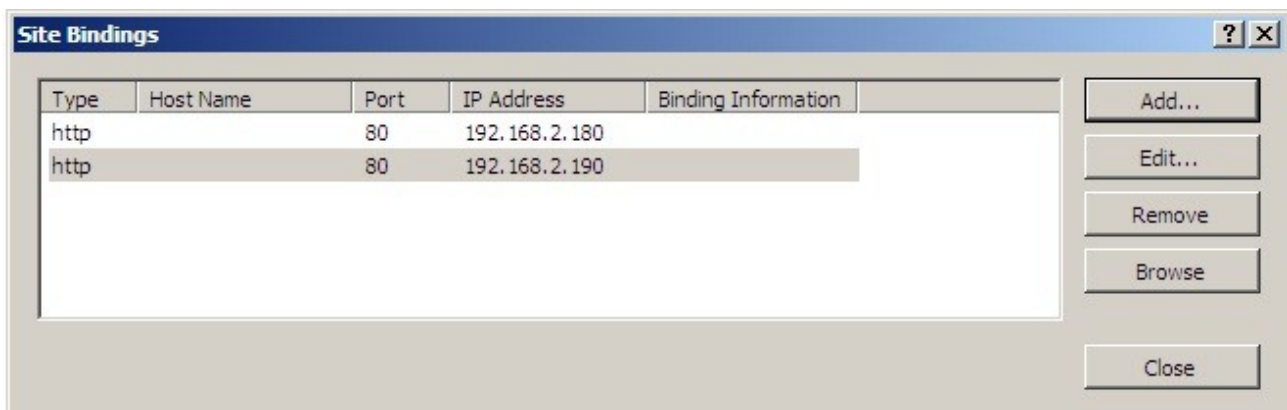 Site Bindings
? X
Type Host Name Port IP Address Binding Information
http 80 192.168.2.180
http 80 192.168.2.190
Add...
Edit...
Remove
Browse
Close